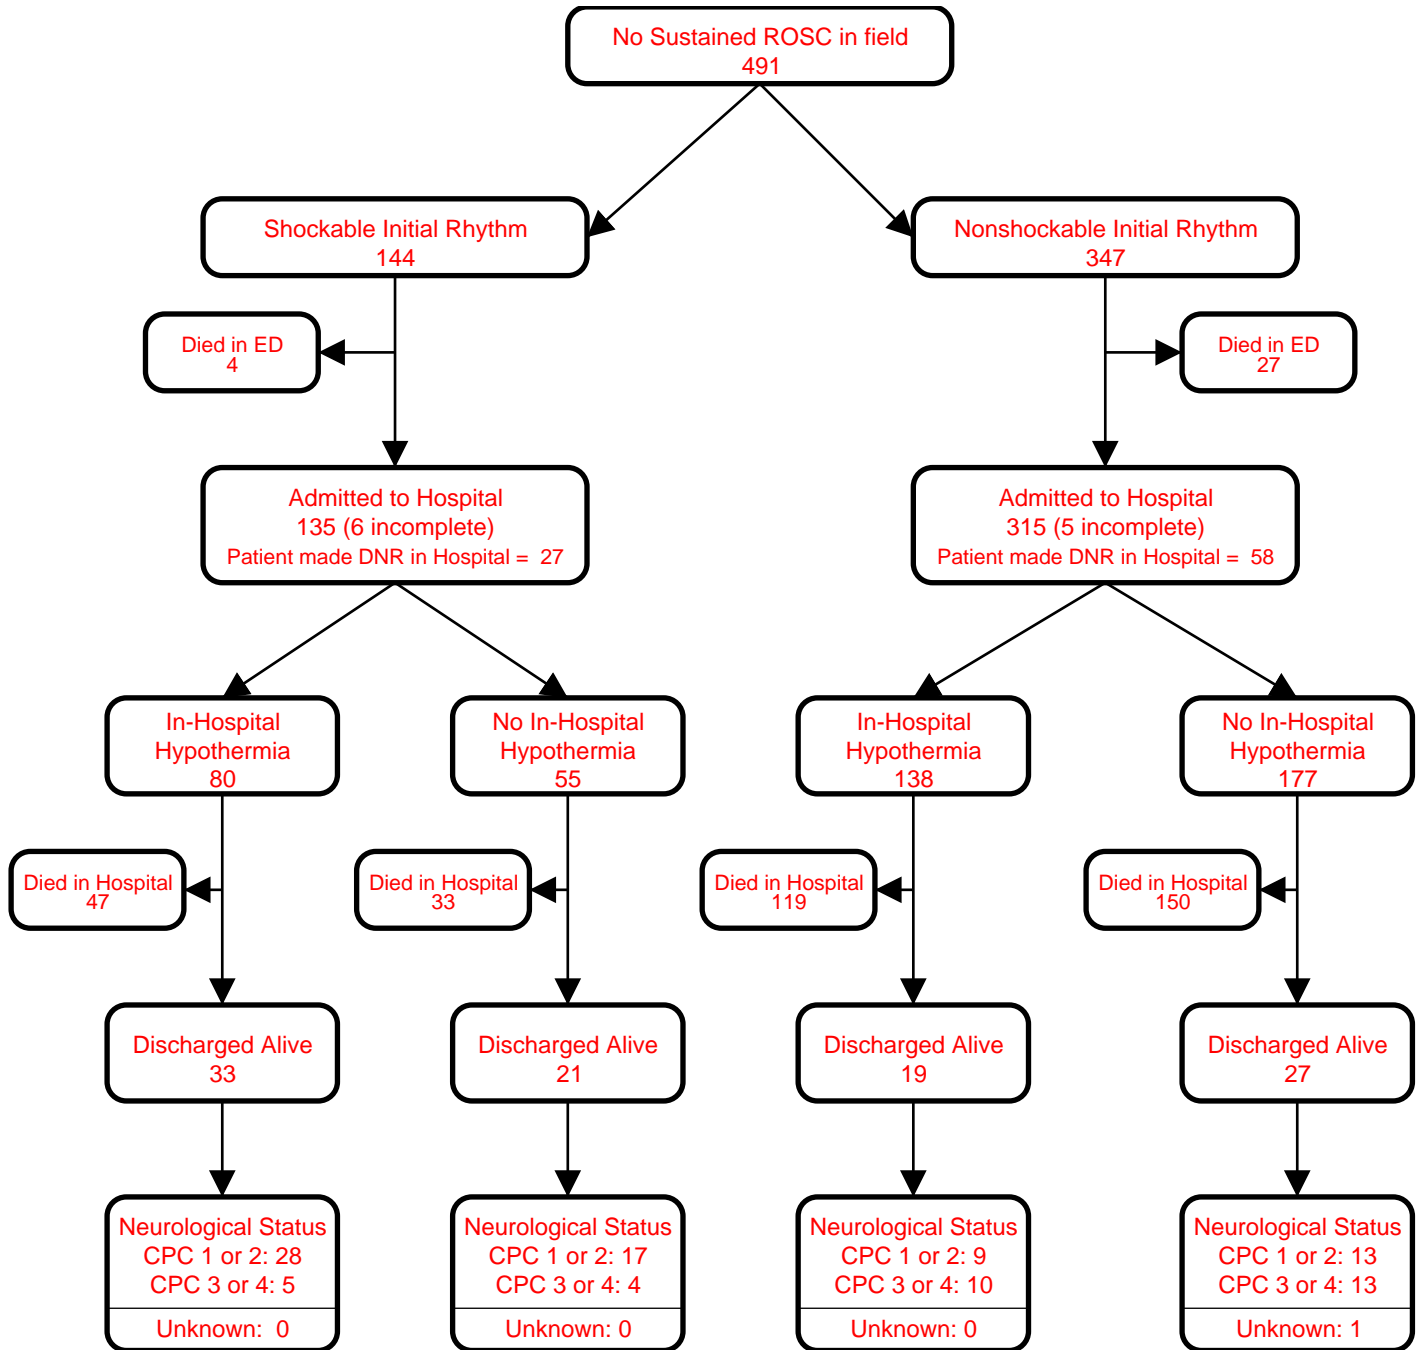 No Sustained ROSC in field
491
Shockable Initial Rhythm
144
Nonshockable Initial Rhythm
347
Died in ED
4
Died in ED
27
Admitted to Hospital
135 (6 incomplete)
Patient made DNR in Hospital = 27
Admitted to Hospital
315 (5 incomplete)
Patient made DNR in Hospital = 58
In-Hospital
Hypothermia
80
No In-Hospital
Hypothermia
55
In-Hospital
Hypothermia
138
No In-Hospital
Hypothermia
177
Died in Hospital
47
Died in Hospital
33
Died in Hospital
119
Died in Hospital
150
Discharged Alive
33
Discharged Alive
21
Discharged Alive
19
Discharged Alive
27
Neurological Status
CPC 1 or 2: 28
CPC 3 or 4: 5
Unknown: 0
Neurological Status
CPC 1 or 2: 17
CPC 3 or 4: 4
Unknown: 0
Neurological Status
CPC 1 or 2: 9
CPC 3 or 4: 10
Unknown: 0
Neurological Status
CPC 1 or 2: 13
CPC 3 or 4: 13
Unknown: 1